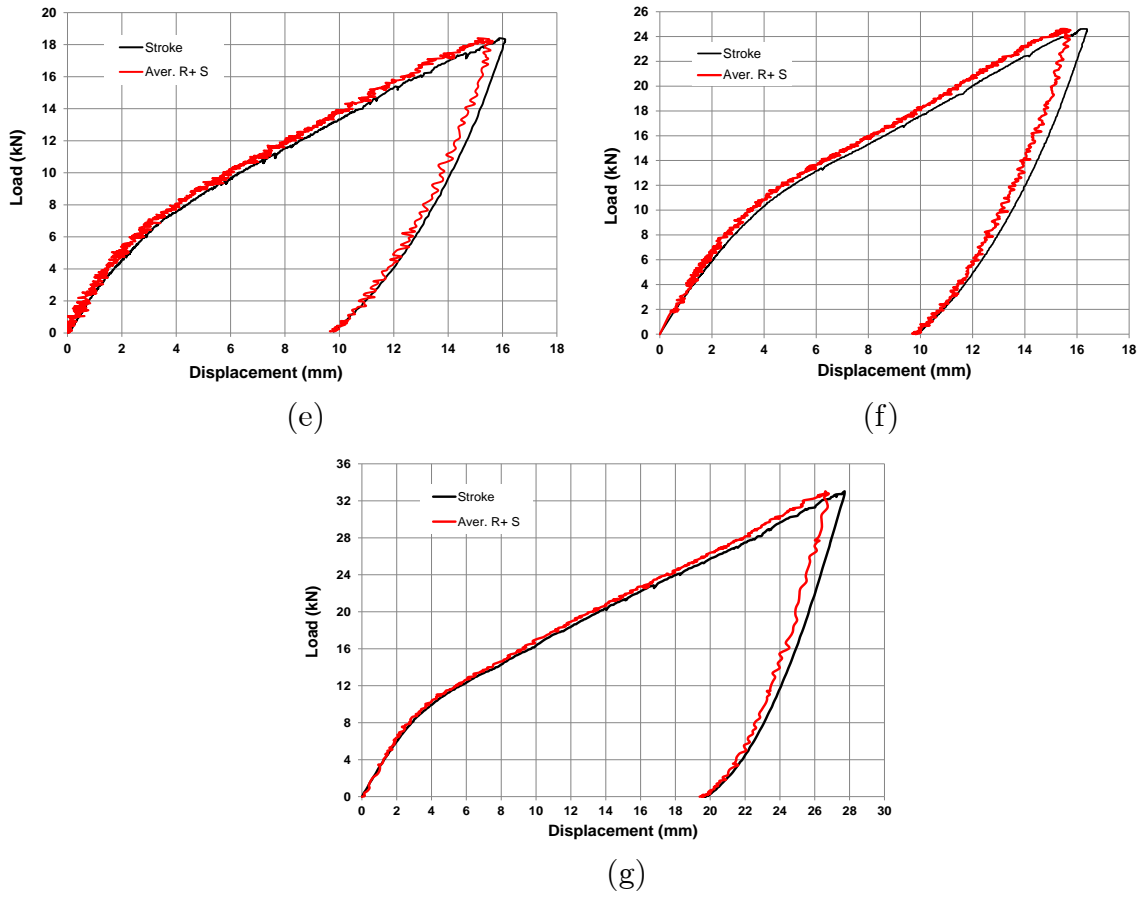 20
18
16
14
12
10
8
6
4
2
0
Load (kN)
Stroke
Aver. R+ S
0 2 4 6 8 10 12 14 16 18
Displacement (mm)
(e)
26
24
22
20
18
16
14
12
10
8
6
4
2
0
Load (kN)
Stroke
Aver. R+ S
0 2 4 6 8 10 12 14 16 18
Displacement (mm)
(f)
36
32
28
24
20
16
12
8
4
0
Load (kN)
Stroke
Aver. R+ S
0 2 4 6 8 10 12 14 16 18 20 22 24 26 28 30
Displacement (mm)
(g)